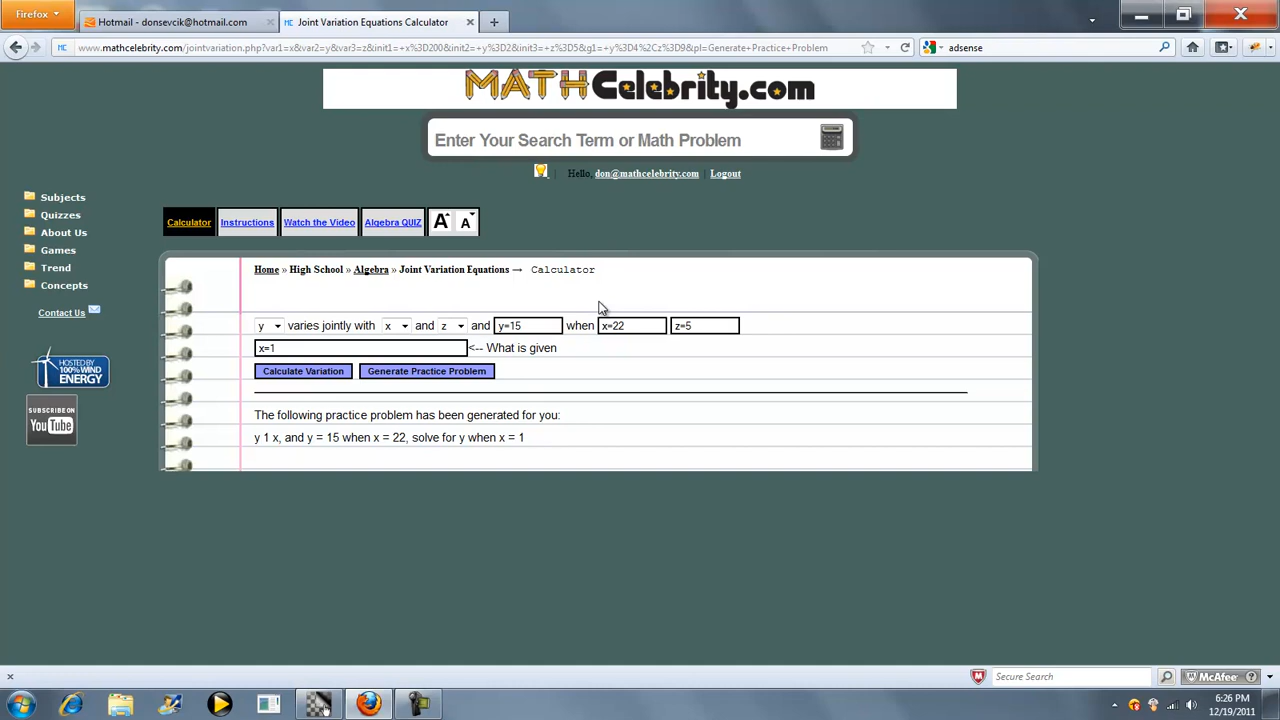 Firefox
Hotmail - donsevcik@hotmail.com
Joint Variation Equations Calculator
www.mathcelebrity.com/jointvariation.php?var1=x&var2=y&var3=z&init1=+x%3D200&init2=+y%3D2&init3=+z%3D5&g1=+y%3D4%2Cz%3D9&pl=Generate+Practice+Problem
adsense
MATHCelebrity.com
Enter Your Search Term or Math Problem
Hello, don@mathcelebrity.com | Logout
Subjects
Quizzes
About Us
Games
Trend
Concepts
Contact Us
HOSTED BY
100% WIND
ENERGY
SUBSCRIBE ON
YouTube
Calculator Instructions Watch the Video Algebra QUIZ A A
Home » High School » Algebra » Joint Variation Equations → Calculator
y varies jointly with x and z and y=15 when x=22 z=5
x=1 <-- What is given
Calculate Variation Generate Practice Problem
The following practice problem has been generated for you:
y 1 x, and y = 15 when x = 22, solve for y when x = 1
Secure Search
McAfee
6:26 PM
12/19/2011